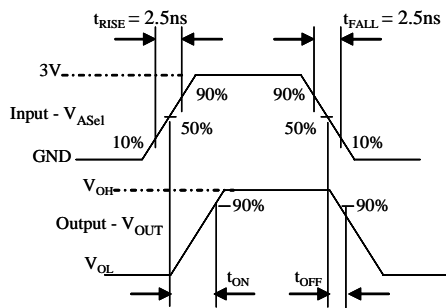 t_RISE = 2.5ns t_FALL = 2.5ns
3V
90% 90%
Input - V_ASel
50% 50%
10% 10%
GND
V_OH
90% 90%
Output - V_OUT
V_OL
t_ON t_OFF